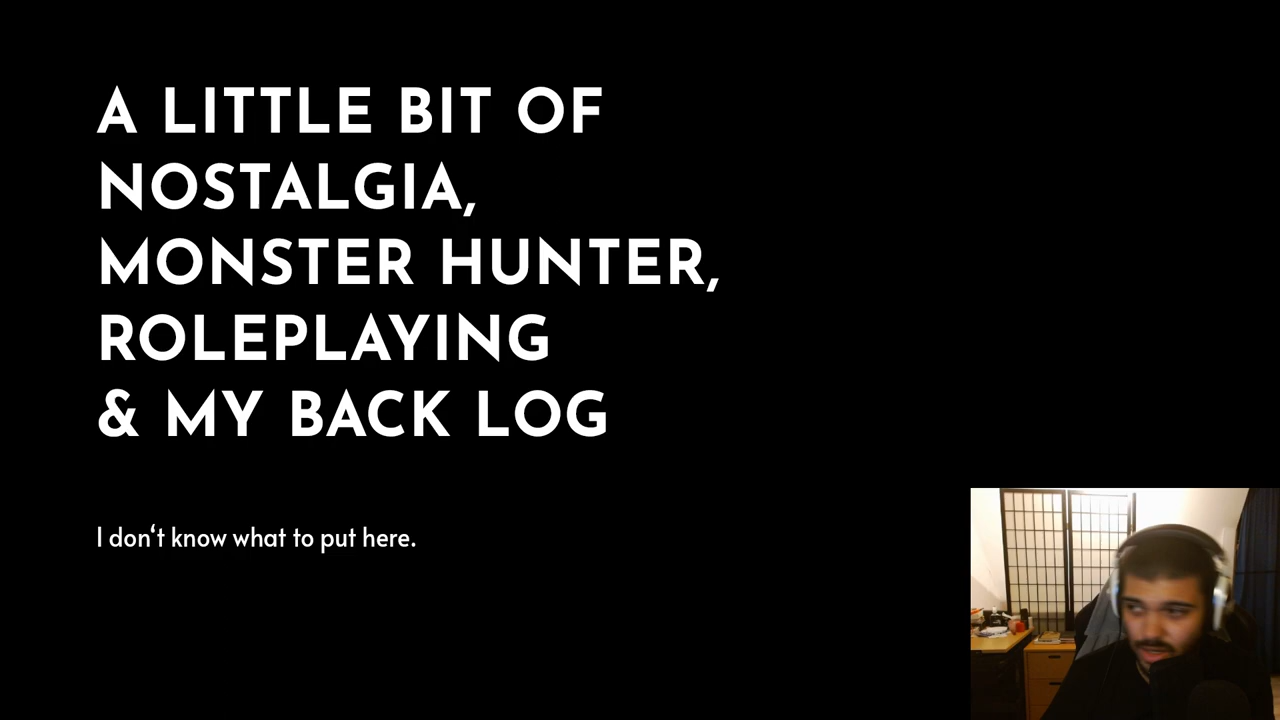 A LITTLE BIT OF
NOSTALGIA,
MONSTER HUNTER,
ROLEPLAYING
& MY BACK LOG
I don‘t know what to put here.